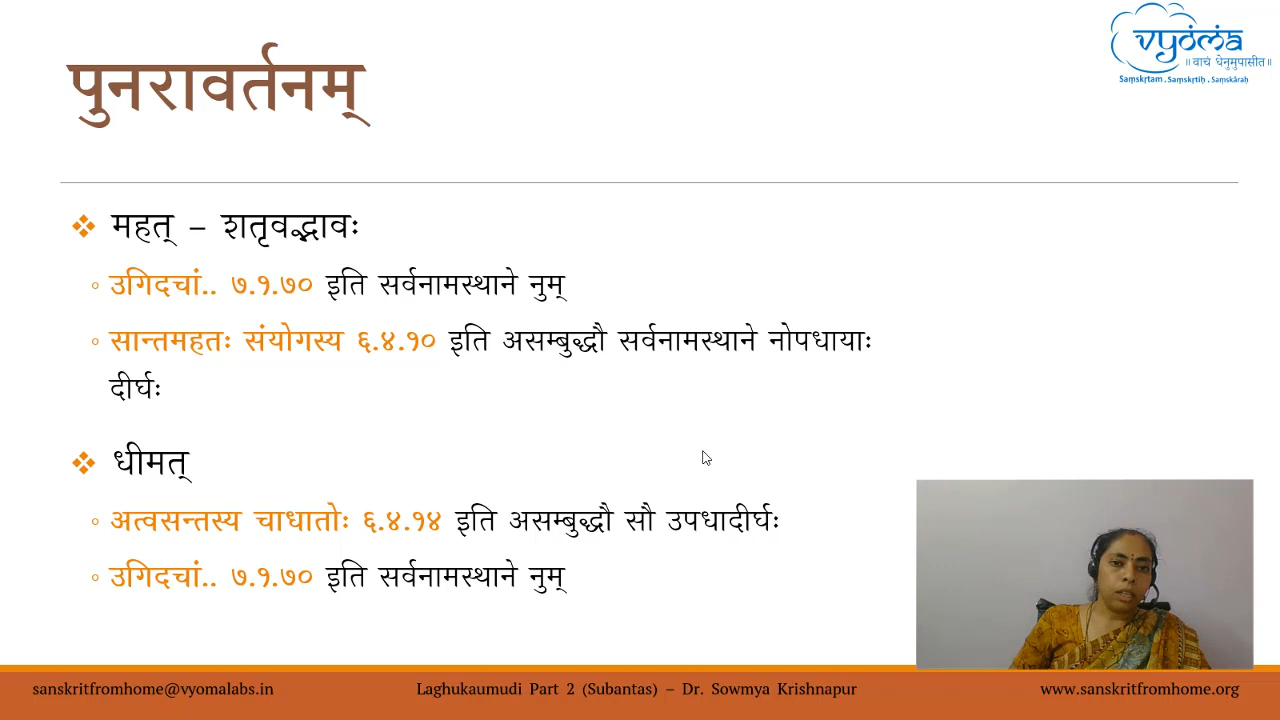 vyoma
॥ वाचं धेनुमुपासीत॥
Saṃskṛtam . Saṃskṛtiḥ . Saṃskāraḥ
पुनरावर्तनम्
❖ महत् – शतृवद्भावः
◦ उगिदचां.. ७.१.७० इति सर्वनामस्थाने नुम्
◦ सान्तमहतः संयोगस्य ६.४.१० इति असम्बुद्धौ सर्वनामस्थाने नोपधायाः
दीर्घः
❖ धीमत्
◦ अत्वसन्तस्य चाधातोः ६.४.१४ इति असम्बुद्धौ सौ उपधादीर्घः
◦ उगिदचां.. ७.१.७० इति सर्वनामस्थाने नुम्
sanskritfromhome@vyomalabs.in
Laghukaumudi Part 2 (Subantas) – Dr. Sowmya Krishnapur
www.sanskritfromhome.org